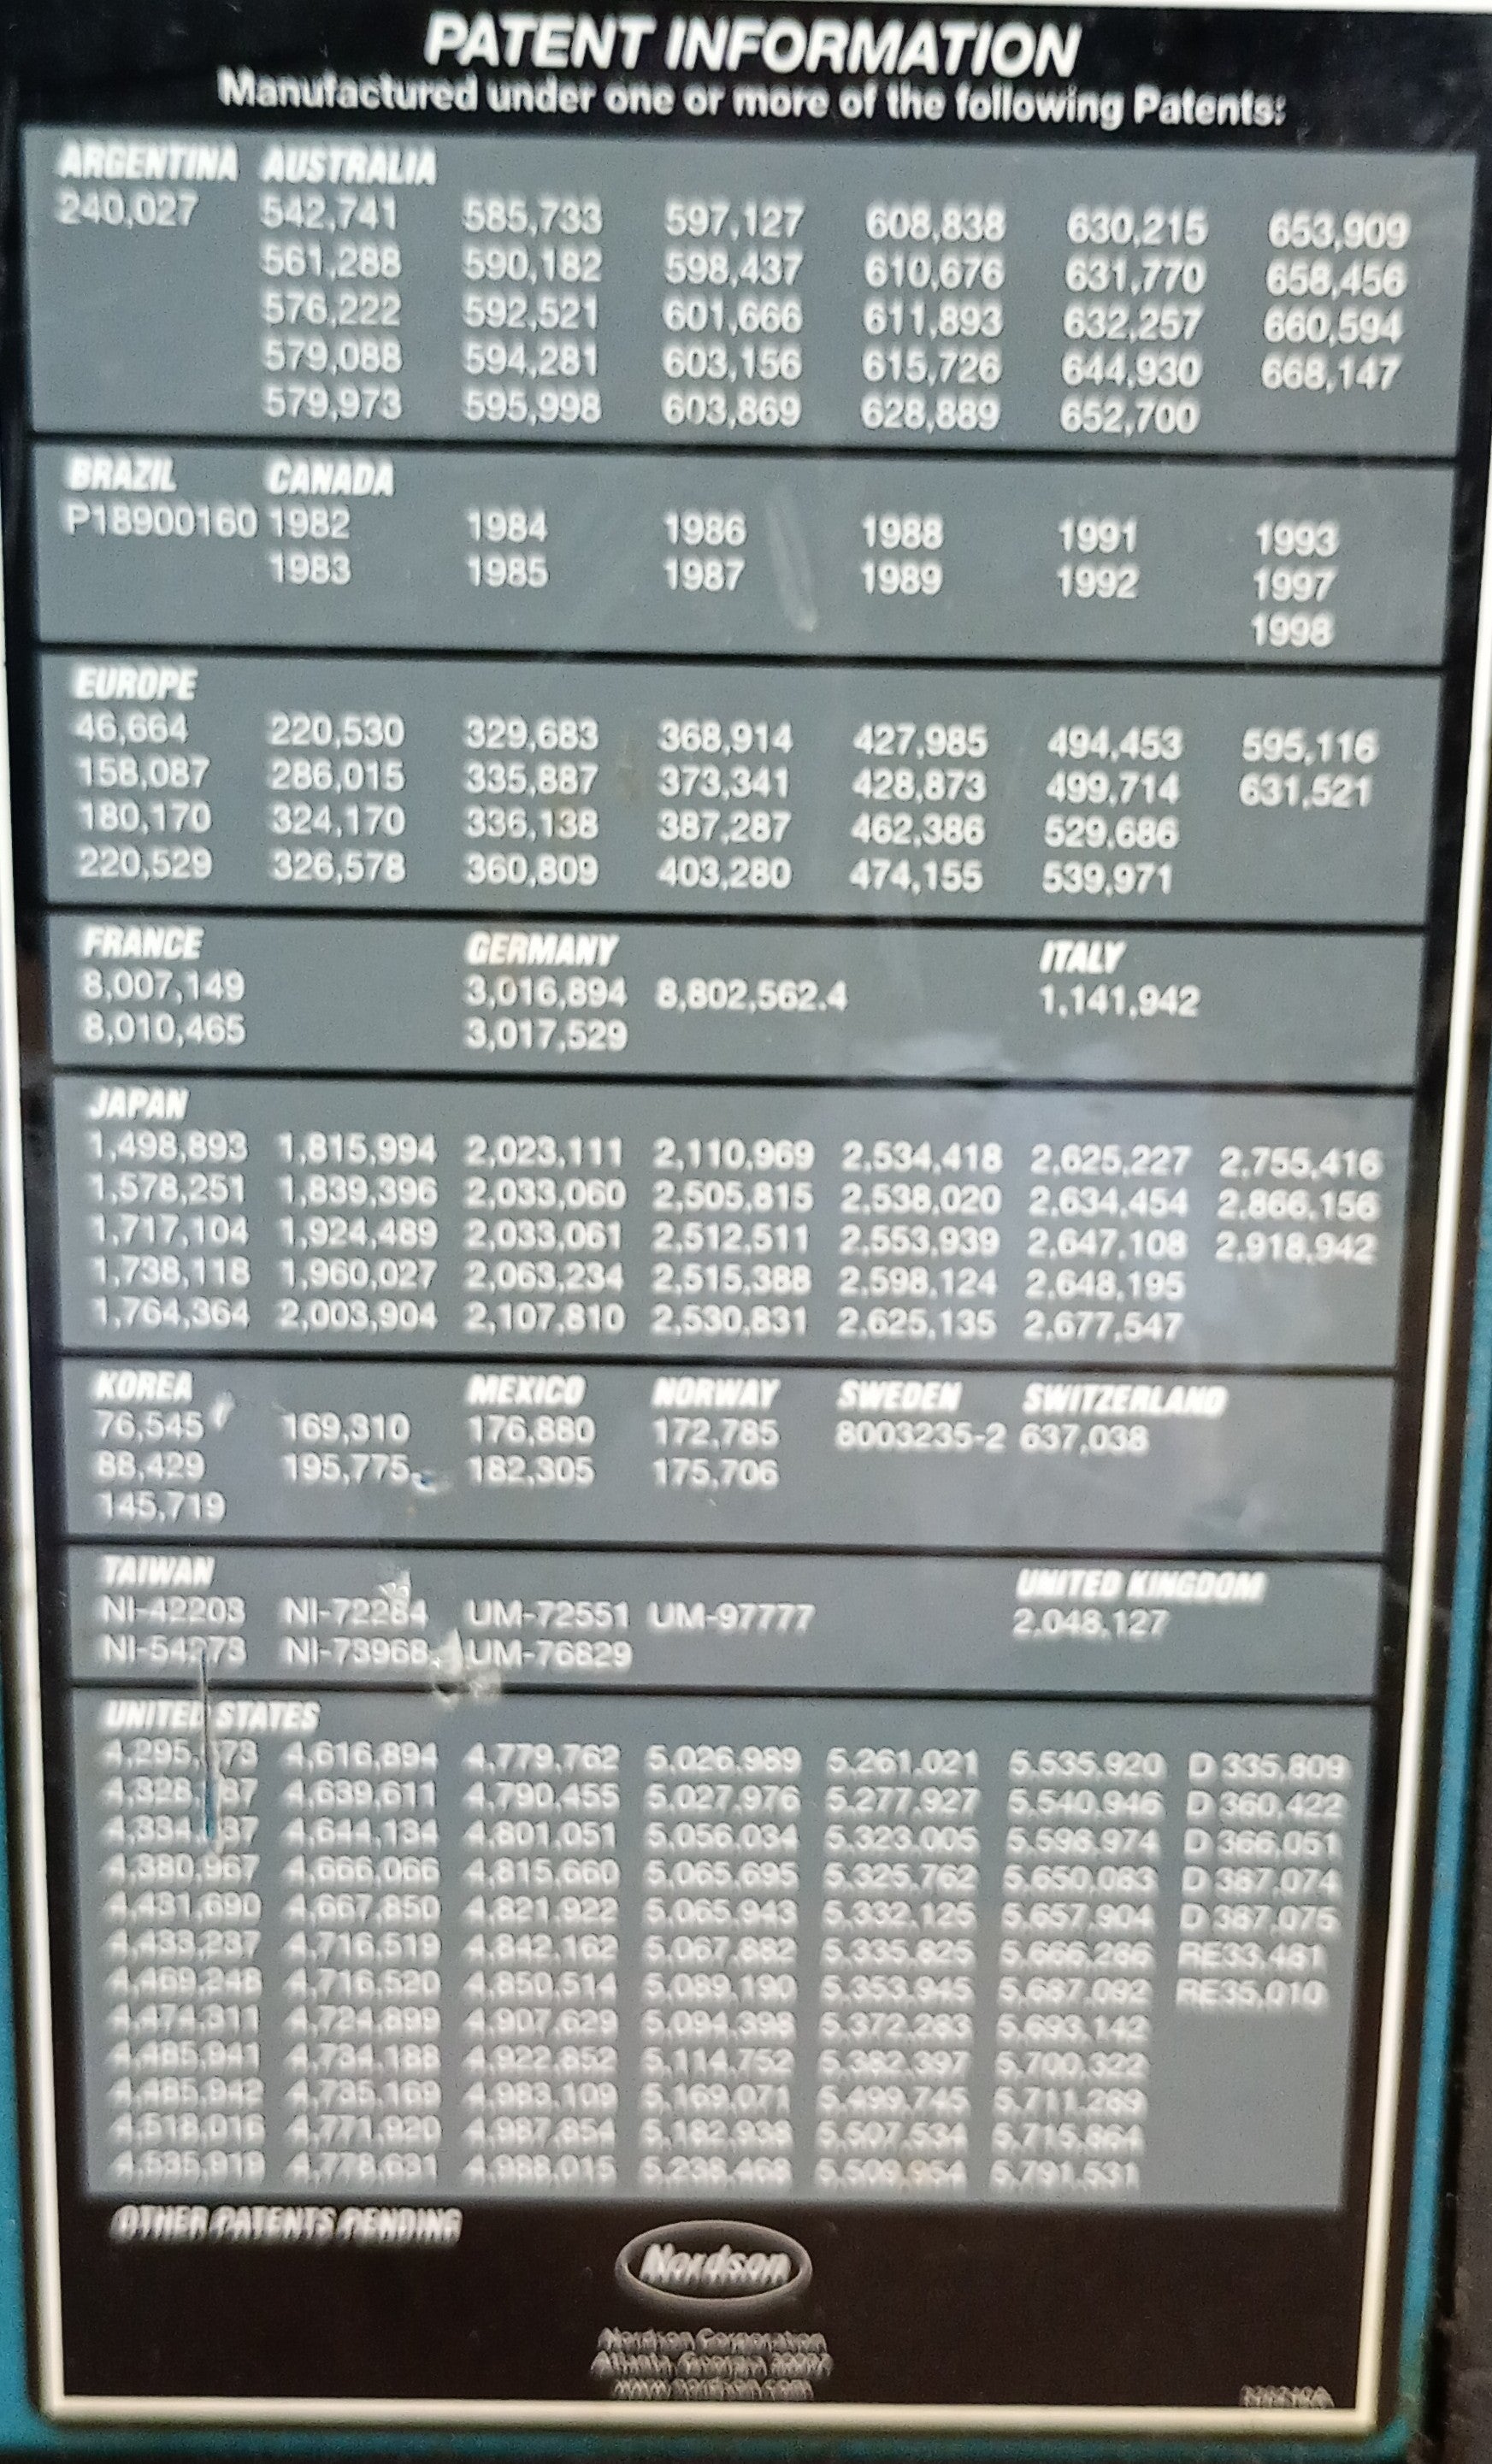 PATENT INFORMATION
Manufactured under one or more of the following Patents:
ARGENTINA AUSTRALIA
240,027 542,741 585,733 597,127 608,838 630,215 653,909
561,288 590,182 598,437 610,676 631,770 658,456
576,222 592,521 601,666 611,893 632,257 660,594
579,088 594,281 603,156 615,726 644,930 668,147
579,973 595,998 603,869 628,889 652,700
BRAZIL CANADA
P18900160 1982 1984 1986 1988 1991 1993
1983 1985 1987 1989 1992 1997
1998
EUROPE
46,664 220,530 329,683 368,914 427,985 494,453 595,116
158,087 286,015 335,887 373,341 428,873 499,714 631,521
180,170 324,170 336,138 387,287 462,386 529,686
220,529 326,578 360,809 403,280 474,155 539,971
FRANCE GERMANY ITALY
8,007,149 3,016,894 8,802,562.4 1,141,942
8,010,465 3,017,529
JAPAN
1,498,893 1,815,994 2,023,111 2,110,969 2,534,418 2,625,227 2,755,416
1,578,251 1,839,396 2,033,060 2,505,815 2,538,020 2,634,454 2,866,156
1,717,104 1,924,489 2,033,061 2,512,511 2,553,939 2,647,108 2,918,942
1,738,118 1,960,027 2,063,234 2,515,388 2,598,124 2,648,195
1,764,364 2,003,904 2,107,810 2,530,831 2,625,135 2,677,547
KOREA MEXICO NORWAY SWEDEN SWITZERLAND
76,545 169,310 176,880 172,785 8003235-2 637,038
88,429 195,775 182,305 175,706
145,719
TAIWAN UNITED KINGDOM
NI-42203 NI-72284 UM-72551 UM-97777 2,048,127
NI-54273 NI-73968 UM-76829
UNITED STATES
4,616,894 4,779,762 5,026,989 5,261,021 5,535,920 D 335,809
4,639,611 4,790,455 5,027,976 5,277,927 5,540,946 D 360,422
4,644,134 4,801,051 5,056,034 5,323,005 5,598,974 D 366,051
4,380,967 4,666,066 4,815,660 5,065,695 5,325,762 5,650,083 D 387,074
4,431,690 4,667,850 4,821,922 5,065,943 5,332,125 5,657,904 D 387,075
4,433,237 4,716,519 4,842,162 5,067,882 5,335,825 5,666,286 RE33,481
4,469,248 4,716,520 4,850,514 5,089,190 5,353,945 5,687,092 RE35,010
4,474,311 4,724,899 4,907,629 5,094,398 5,372,283 5,693,142
4,485,941 4,734,188 4,922,852 5,114,752 5,382,397 5,700,322
4,485,942 4,735,169 4,983,109 5,169,071 5,499,745 5,711,289
4,518,016 4,771,920 4,987,854 5,182,938 5,507,534 5,715,864
4,535,919 4,778,631 4,988,015 5,238,468 5,791,531
OTHER PATENTS PENDING
Nordson
Nordson Corporation
Atlanta, Georgia
www.nordson.com